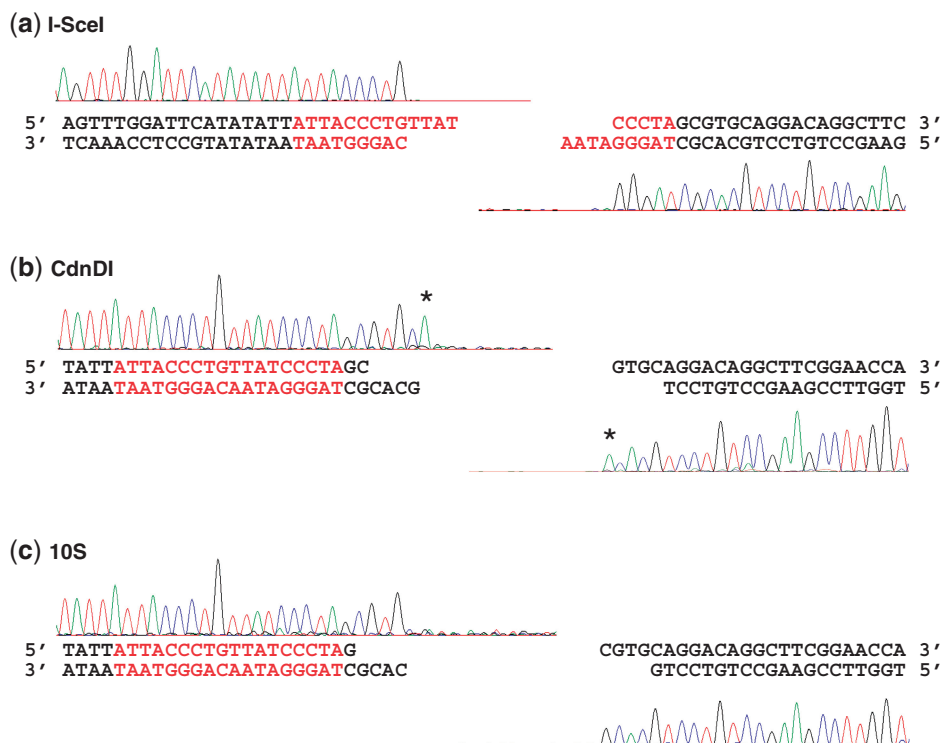 (a) I-SceI
5′ AGTTTGGATTCATATATTATTACCCTGTTAT CCCTAGCGTGCAGGACAGGCTTC 3′
3′ TCAAACCTCCGTATATAATAATGGGAC AATAGGGATCGCACGTCCTGTCCGAAG 5′
(b) CdnDI
*
5′ TATTATTACCCTGTTATCCCTAGC GTGCAGGACAGGCTTCGGAACCA 3′
3′ ATAATAATGGGACAATAGGGATCGCACG TCCTGTCCGAAGCCTTGGT 5′
*
(c) 10S
5′ TATTATTACCCTGTTATCCCTAG CGTGCAGGACAGGCTTCGGAACCA 3′
3′ ATAATAATGGGACAATAGGGATCGCAC GTCCTGTCCGAAGCCTTGGT 5′